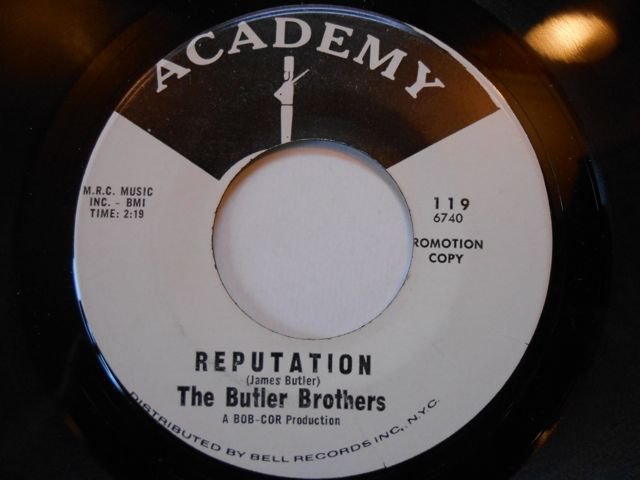 ACADEMY
M.R.C. MUSIC
INC. - BMI
TIME: 2:19
119
6740
ROMOTION
COPY
REPUTATION
(James Butler)
The Butler Brothers
A BOB-COR Production
DISTRIBUTED BY BELL RECORDS INC, N.Y.C.